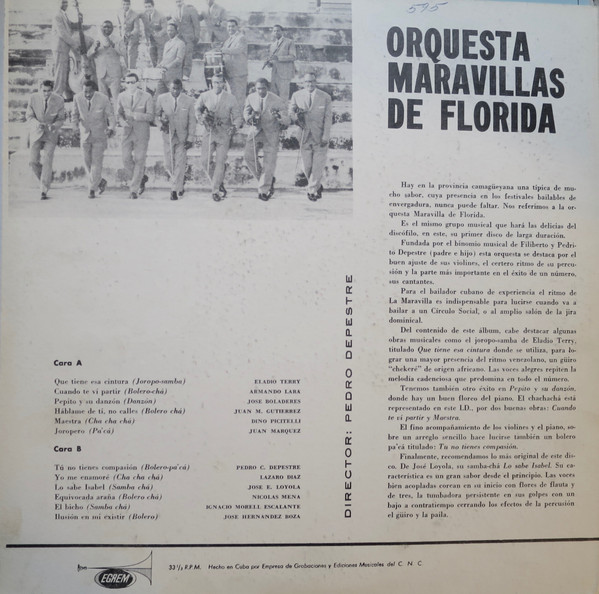 595
ORQUESTA
MARAVILLAS
DE FLORIDA
Hay en la provincia camagüeyana una típica de mu-
cho sabor, cuya presencia en los festivales bailables de
envergadura, nunca puede faltar. Nos referimos a la or-
questa Maravilla de Florida.
Es el mismo grupo musical que hará las delicias del
discófilo, en este, su primer disco de larga duración.
Fundada por el binomio musical de Filiberto y Pedri-
to Depestre (padre e hijo) esta orquesta se destaca por el
buen ajuste de sus violines, el certero ritmo de su percu-
sión y la parte más importante en el éxito de un número,
sus cantantes.
Para el bailador cubano de experiencia el ritmo de
La Maravilla es indispensable para lucirse cuando va a
bailar a un Círculo Social, o al amplio salón de la jira
dominical.
Del contenido de este álbum, cabe destacar algunas
obras musicales como el joropo-samba de Eladio Terry,
titulado Que tiene esa cintura donde se utiliza, para lo-
grar una mayor presencia del ritmo venezolano, un güiro
"chekeré" de origen africano. Las voces alegres repiten la
melodía cadenciosa que predomina en todo el número.
Tenemos también otro éxito en Pepito y su danzón,
donde hay un buen floreo del piano. El chachachá está
representado en este LD., por dos buenas obras: Cuando
te vi partir y Maestra.
El fino acompañamiento de los violines y el piano, so-
bre un arreglo sencillo hace lucirse también un bolero
pa'cá titulado: Tu no tienes compasión.
Finalmente, recomendamos lo más original de este dis-
co. De José Loyola, su samba-chá Lo sabe Isabel. Su ca-
racterística es un gran sabor desde el principio. Las voces
bien acopladas corean en su inicio con flores de flauta y
de tres, la tumbadora persistente en sus golpes con un
bajo a contratiempo cerrando los efectos de la percusión
el güiro y la paila.
DIRECTOR: PEDRO DEPESTRE
Cara A
Que tiene esa cintura (Joropo-samba) ELADIO TERRY
Cuando te vi partir (Bolero-chá) ARMANDO LARA
Pepito y su danzón (Danzón) JOSE BOLADERES
Háblame de ti, no calles (Bolero chá) JUAN M. GUTIERREZ
Maestra (Cha cha chá) DINO PICITELLI
Joropero (Pa'cá) JUAN MARQUEZ
Cara B
Tú no tienes compasión (Bolero-pa'cá) PEDRO C. DEPESTRE
Yo me enamoré (Cha cha chá) LAZARO DIAZ
Lo sabe Isabel (Samba chá) JOSE E. LOYOLA
Equivocada araña (Bolero chá) NICOLAS MENA
El bicho (Samba chá) IGNACIO MORELL ESCALANTE
Ilusión en mi existir (Bolero) JOSE HERNANDEZ BOZA
EGREM
33⅓ R.P.M. Hecho en Cuba por Empresa de Grabaciones y Ediciones Musicales del C. N. C.